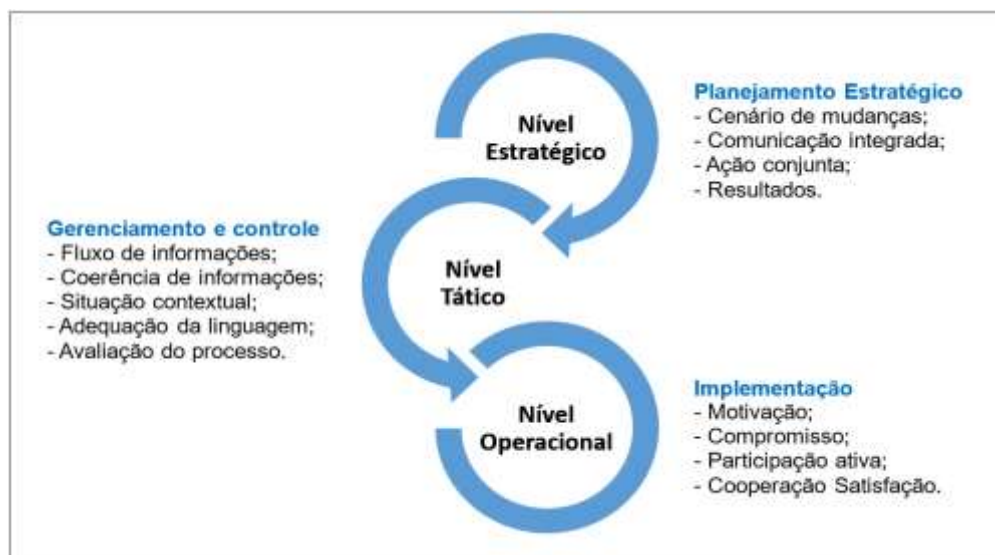 Nível
Estratégico
Planejamento Estratégico
- Cenário de mudanças;
- Comunicação integrada;
- Ação conjunta;
- Resultados.
Gerenciamento e controle
- Fluxo de informações;
- Coerência de informações;
- Situação contextual;
- Adequação da linguagem;
- Avaliação do processo.
Nível
Tático
Nível
Operacional
Implementação
- Motivação;
- Compromisso;
- Participação ativa;
- Cooperação Satisfação.